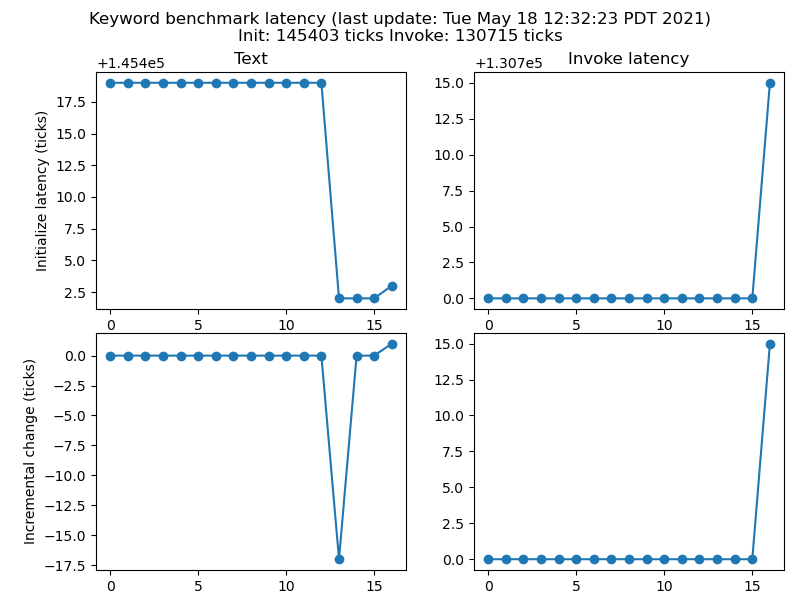 Keyword benchmark latency (last update: Tue May 18 12:32:23 PDT 2021)
Init: 145403 ticks Invoke: 130715 ticks
Text
+1.454e5
Initialize latency (ticks)
17.5
15.0
12.5
10.0
7.5
5.0
2.5
0 5 10 15
Invoke latency
+1.307e5
15.0
12.5
10.0
7.5
5.0
2.5
0.0
0 5 10 15
Incremental change (ticks)
0.0
−2.5
−5.0
−7.5
−10.0
−12.5
−15.0
−17.5
0 5 10 15
15.0
12.5
10.0
7.5
5.0
2.5
0.0
0 5 10 15